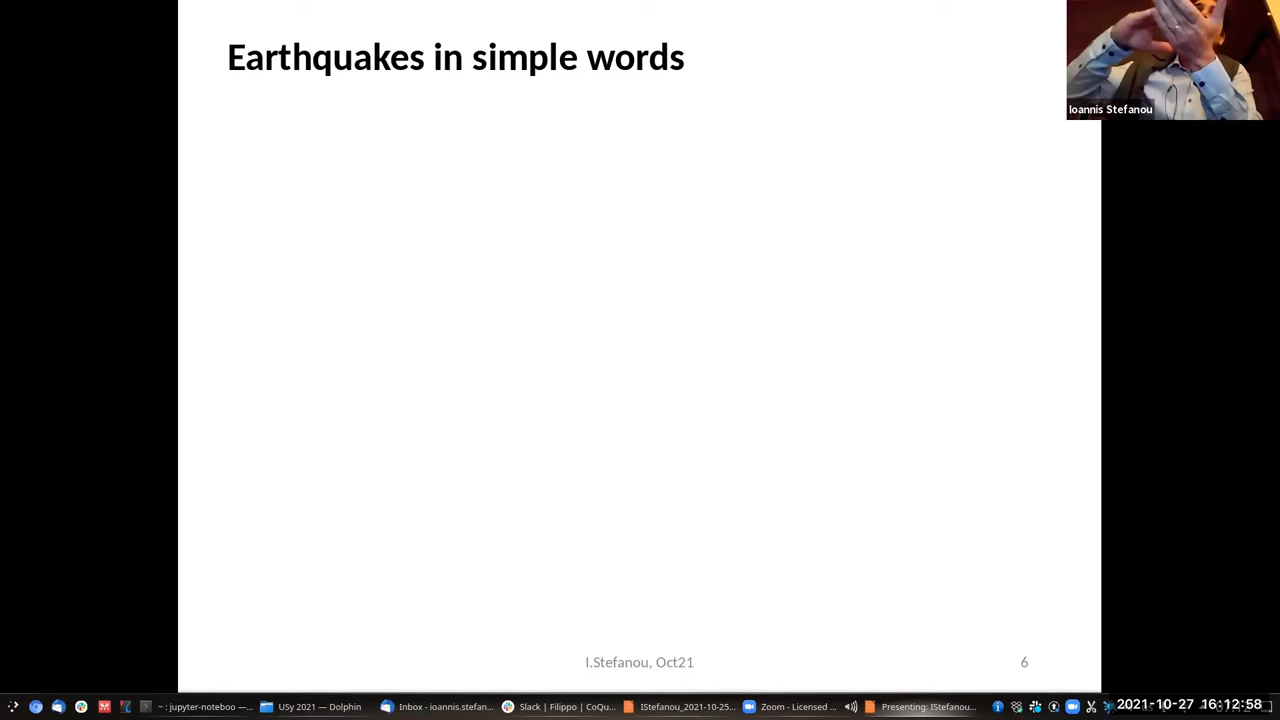 Earthquakes in simple words
Ioannis Stefanou
I.Stefanou, Oct21
6
~ : jupyter-noteboo —...
USy 2021 — Dolphin
Inbox - ioannis.stefan...
Slack | Filippo | CoQu...
IStefanou_2021-10-25...
Zoom - Licensed ...
Presenting: IStefanou...
2021-10-27 16:12:58